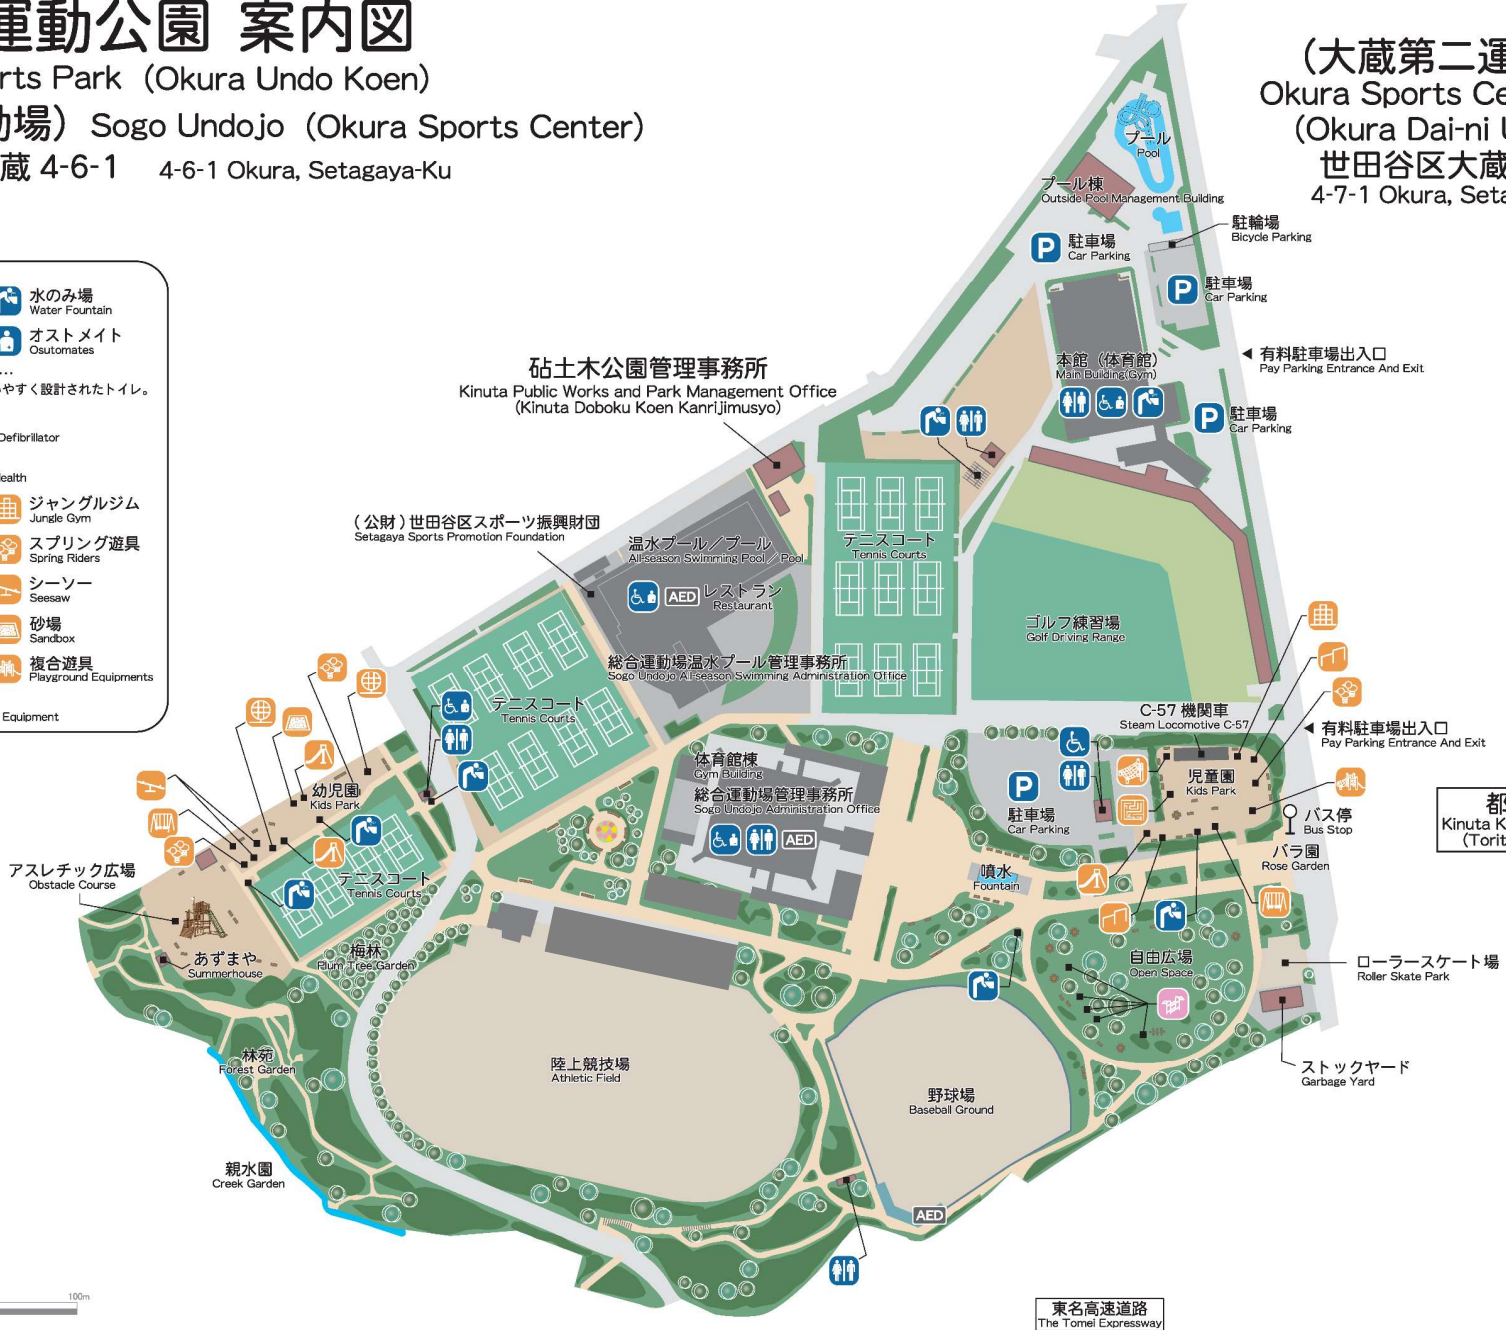 運動公園 案内図
rts Park (Okura Undo Koen)
動場) Sogo Undojo (Okura Sports Center)
蔵 4-6-1 4-6-1 Okura, Setagaya-Ku
(大蔵第二運
Okura Sports Ce
(Okura Dai-ni U
世田谷区大蔵
4-7-1 Okura, Seta
水のみ場
Water Fountain
オストメイト
Osutomates
やすく設計されたトイレ。
Defibrillator
ealth
ジャングルジム
Jungle Gym
スプリング遊具
Spring Riders
シーソー
Seesaw
砂場
Sandbox
複合遊具
Playground Equipments
Equipment
プール
Pool
プール棟
Outside Pool Management Building
駐輪場
Bicycle Parking
P
駐車場
Car Parking
P
駐車場
Car Parking
◀ 有料駐車場出入口
Pay Parking Entrance And Exit
本館(体育館)
Main Building(Gym)
P
駐車場
Car Parking
砧土木公園管理事務所
Kinuta Public Works and Park Management Office
(Kinuta Doboku Koen Kanrijimusyo)
(公財)世田谷区スポーツ振興財団
Setagaya Sports Promotion Foundation
温水プール/プール
All-season Swimming Pool / Pool
AED
レストラン
Restaurant
総合運動場温水プール管理事務所
Sogo Undojo All-season Swimming Administration Office
テニスコート
Tennis Courts
ゴルフ練習場
Golf Driving Range
テニスコート
Tennis Courts
C-57 機関車
Steam Locomotive C-57
◀ 有料駐車場出入口
Pay Parking Entrance And Exit
体育館棟
Gym Building
総合運動場管理事務所
Sogo Undojo Administration Office
AED
P
駐車場
Car Parking
児童園
Kids Park
バス停
Bus Stop
バラ園
Rose Garden
都
Kinuta K
(Torit
幼児園
Kids Park
アスレチック広場
Obstacle Course
テニスコート
Tennis Courts
噴水
Fountain
あずまや
Summerhouse
梅林
Plum Tree Garden
自由広場
Open Space
ローラースケート場
Roller Skate Park
林苑
Forest Garden
陸上競技場
Athletic Field
野球場
Baseball Ground
ストックヤード
Garbage Yard
親水園
Creek Garden
AED
100m
東名高速道路
The Tomei Expressway